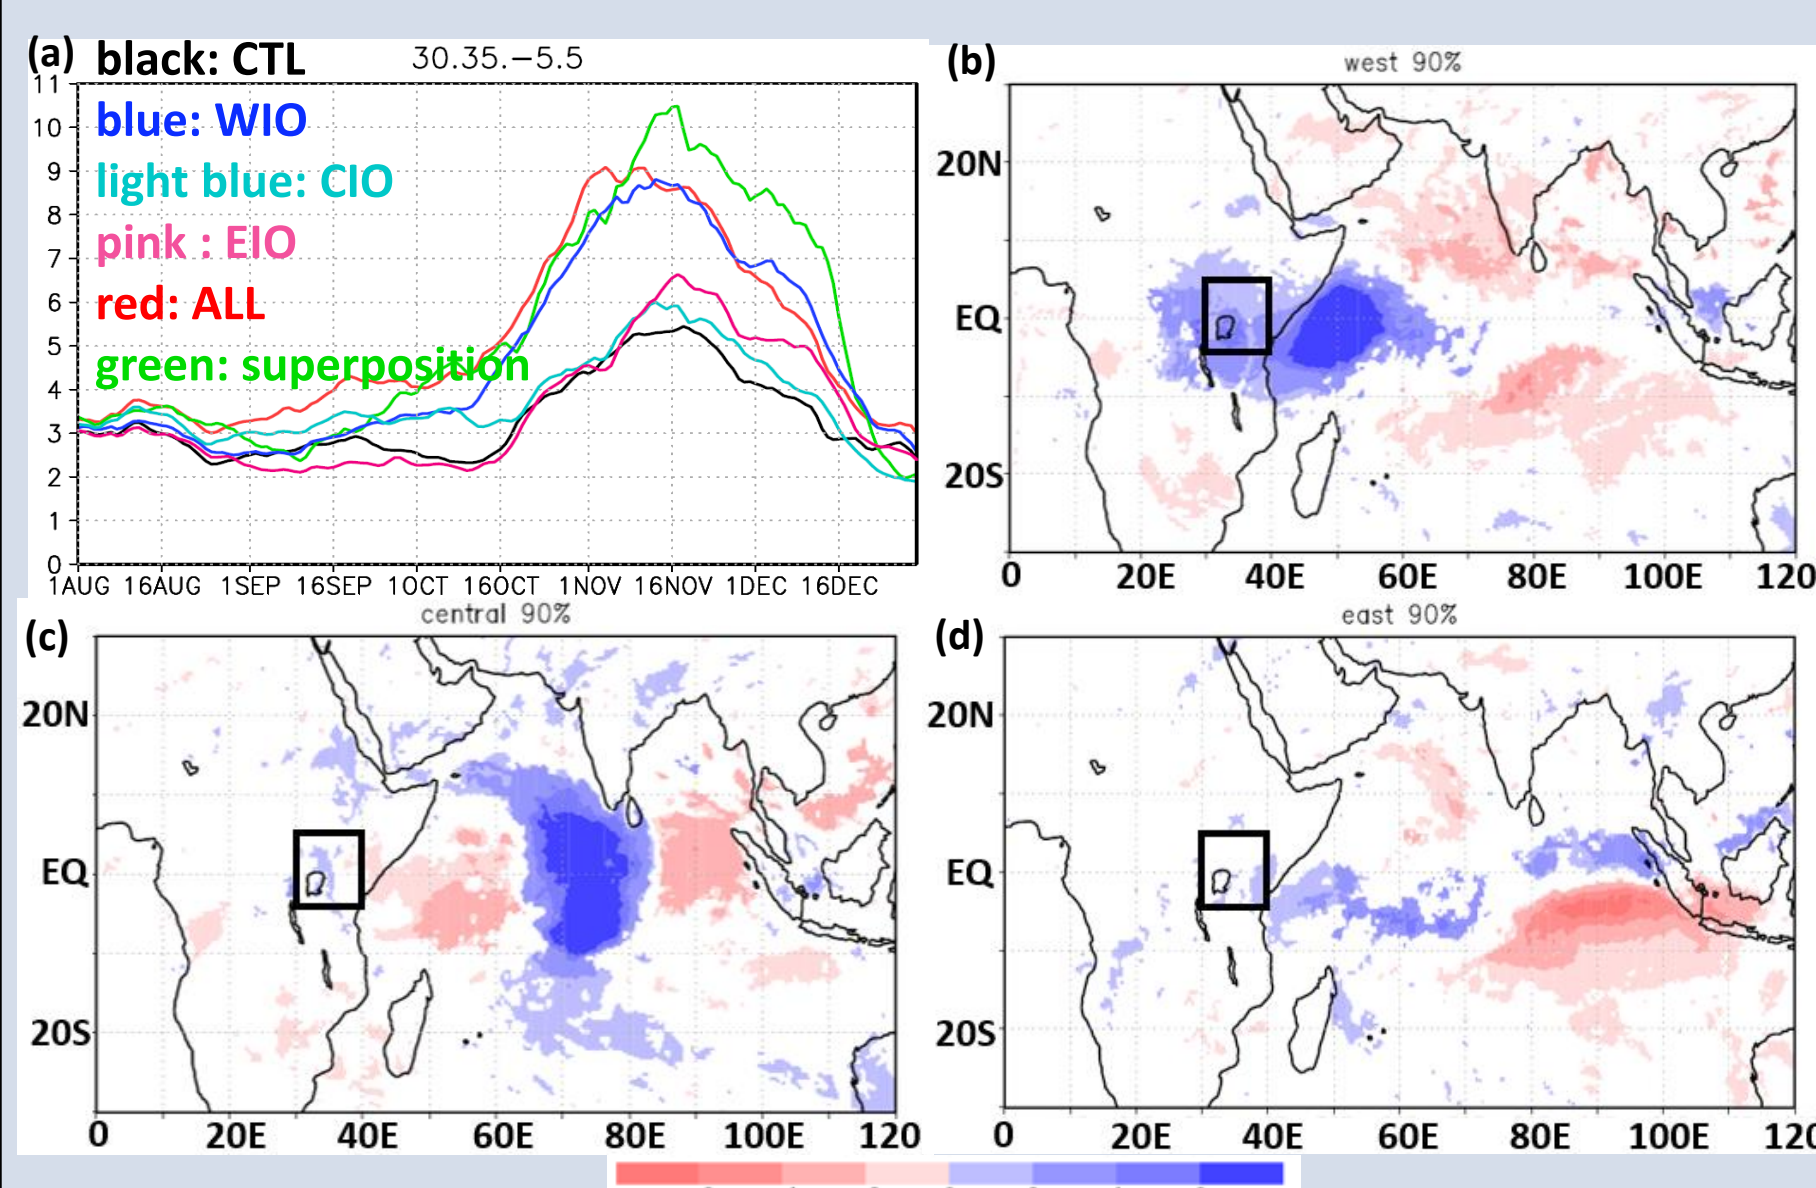 (a) black: CTL 30.35.−5.5
blue: WIO
light blue: CIO
pink : EIO
red: ALL
green: superposition
11
10
9
8
7
6
5
4
3
2
1
0
1AUG 16AUG 1SEP 16SEP 1OCT 16OCT 1NOV 16NOV 1DEC 16DEC
(b) west 90%
20N
EQ
20S
0 20E 40E 60E 80E 100E 120
(c) central 90%
20N
EQ
20S
0 20E 40E 60E 80E 100E 120
(d) east 90%
20N
EQ
20S
0 20E 40E 60E 80E 100E 120